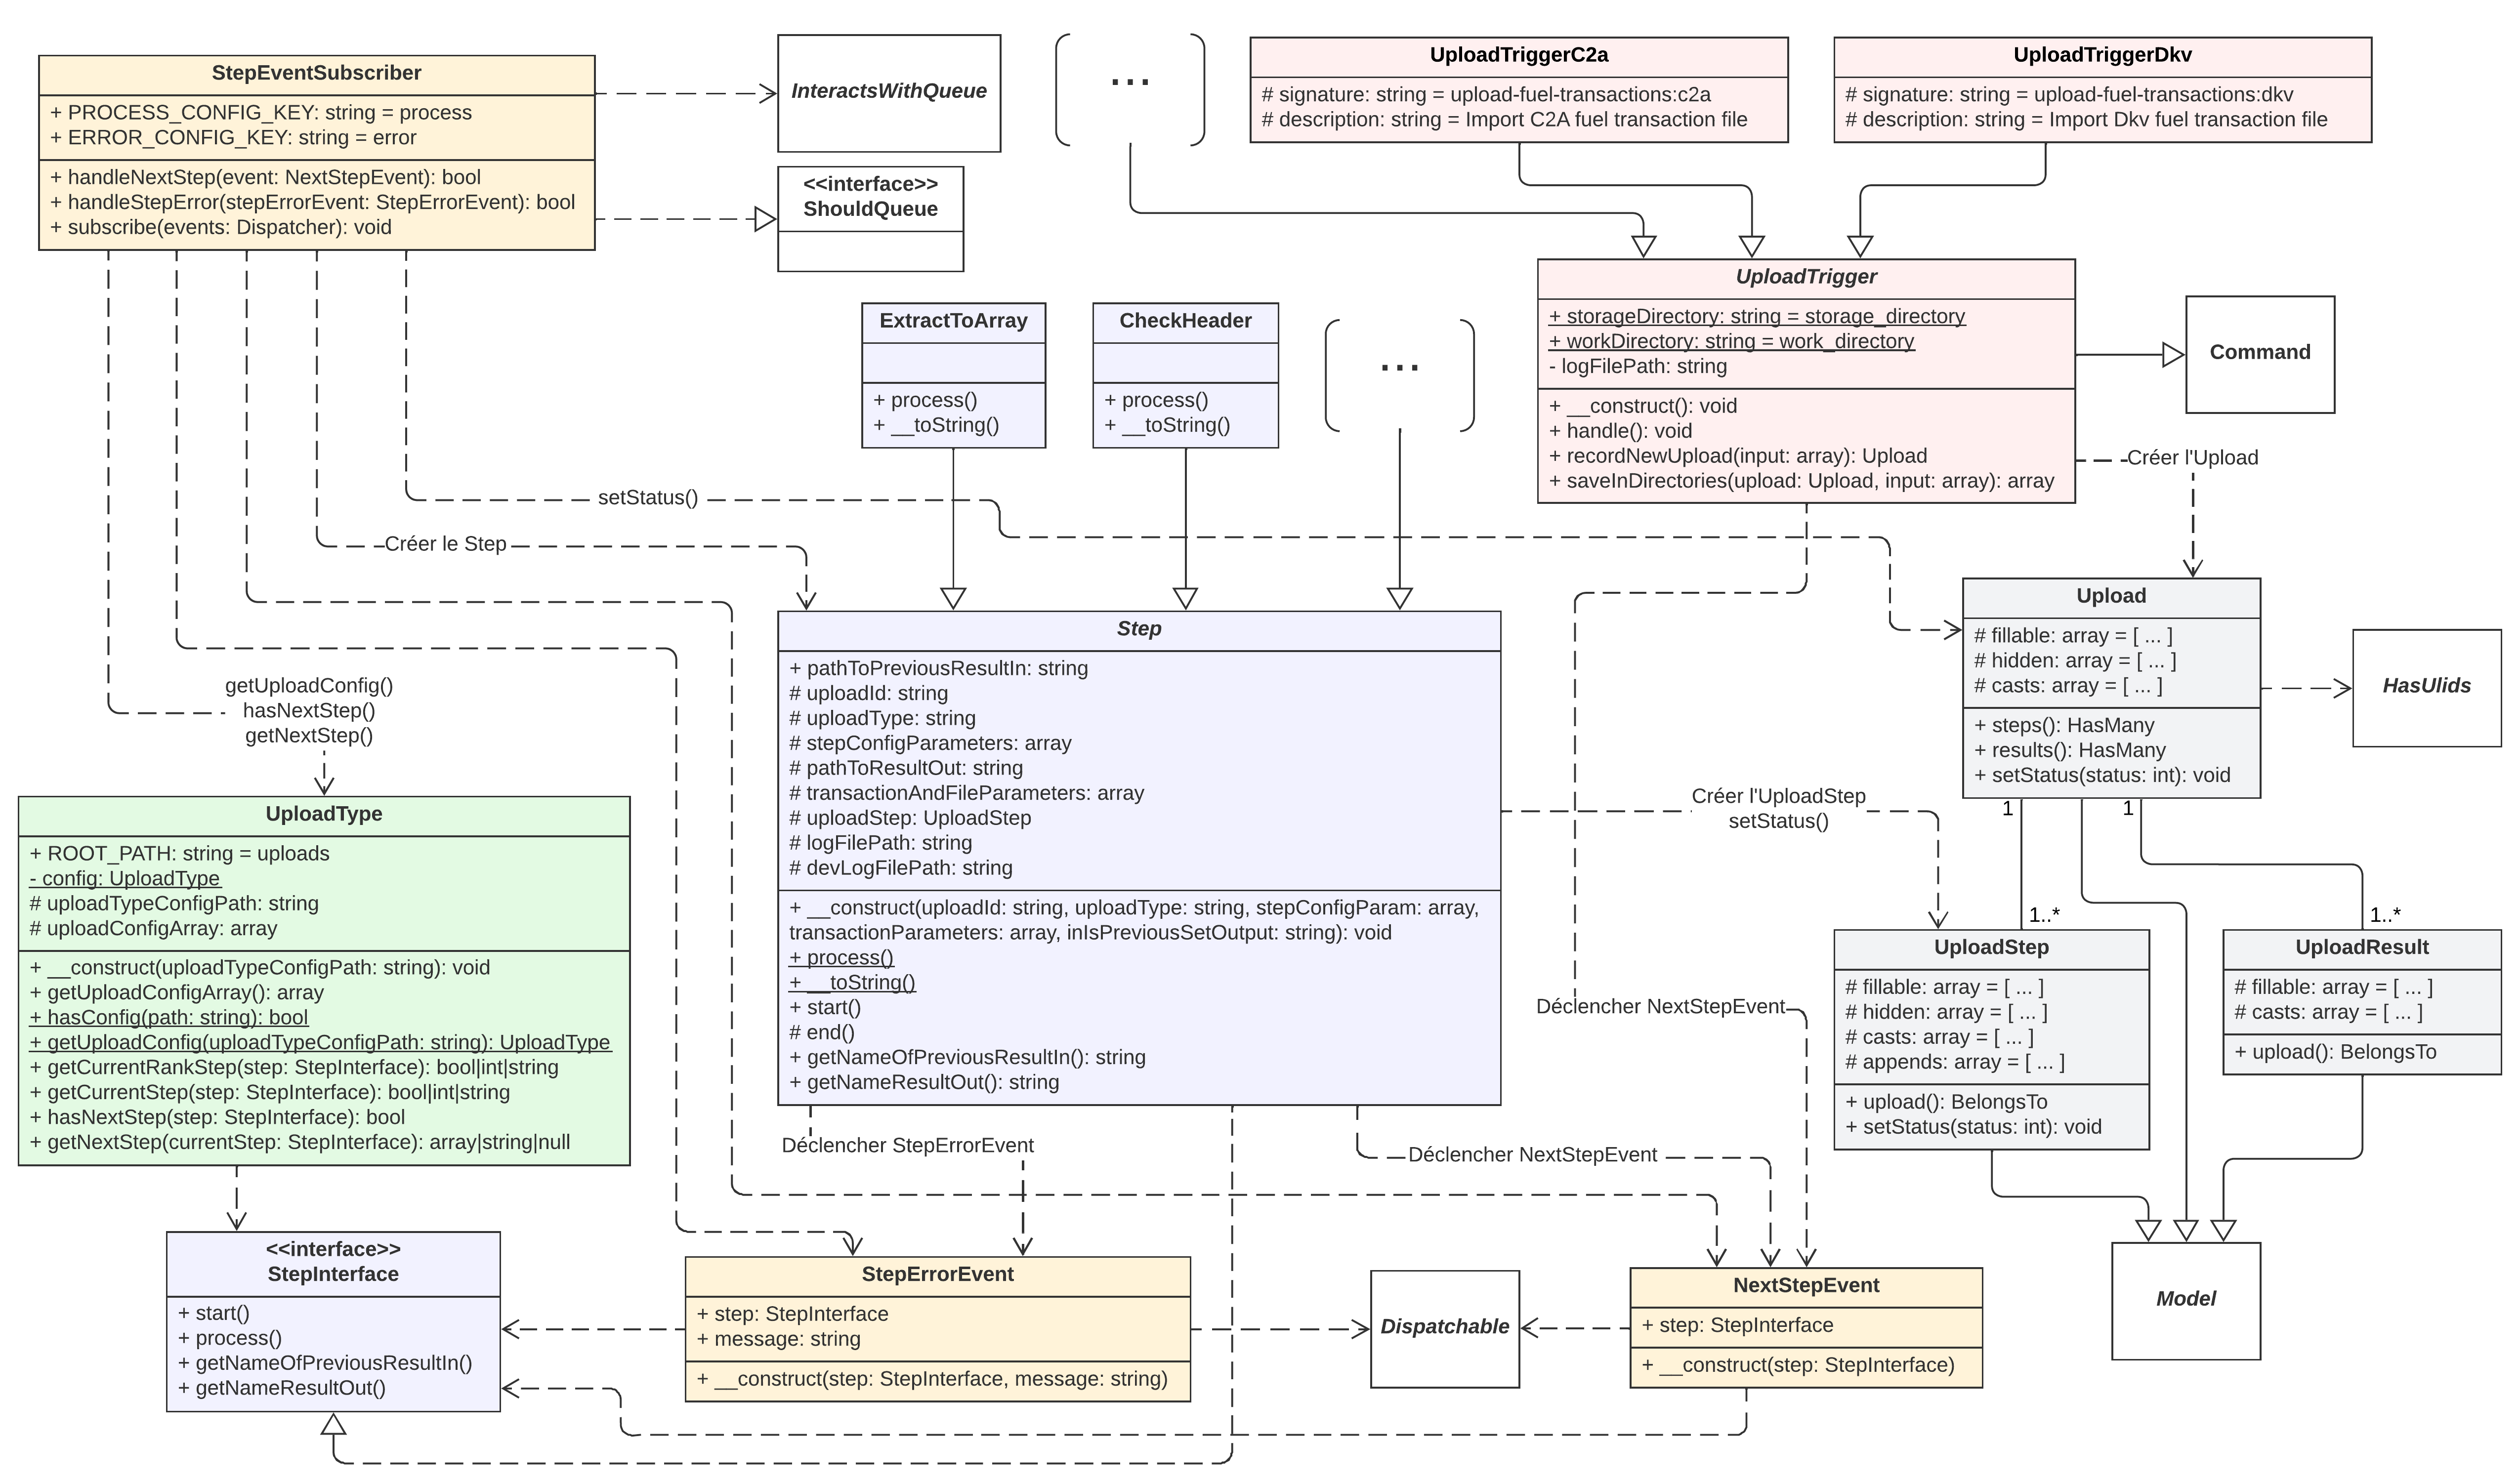 StepEventSubscriber
+ PROCESS_CONFIG_KEY: string = process
+ ERROR_CONFIG_KEY: string = error
+ handleNextStep(event: NextStepEvent): bool
+ handleStepError(stepErrorEvent: StepErrorEvent): bool
+ subscribe(events: Dispatcher): void
InteractsWithQueue
<<interface>>
ShouldQueue
...
UploadTriggerC2a
# signature: string = upload-fuel-transactions:c2a
# description: string = Import C2A fuel transaction file
UploadTriggerDkv
# signature: string = upload-fuel-transactions:dkv
# description: string = Import Dkv fuel transaction file
UploadTrigger
+ storageDirectory: string = storage_directory
+ workDirectory: string = work_directory
- logFilePath: string
+ __construct(): void
+ handle(): void
+ recordNewUpload(input: array): Upload
+ saveInDirectories(upload: Upload, input: array): array
Command
Créer l'Upload
ExtractToArray
+ process()
+ __toString()
CheckHeader
+ process()
+ __toString()
...
setStatus()
Créer le Step
getUploadConfig()
hasNextStep()
getNextStep()
Step
+ pathToPreviousResultIn: string
# uploadId: string
# uploadType: string
# stepConfigParameters: array
# pathToResultOut: string
# transactionAndFileParameters: array
# uploadStep: UploadStep
# logFilePath: string
# devLogFilePath: string
+ __construct(uploadId: string, uploadType: string, stepConfigParam: array,
transactionParameters: array, inIsPreviousSetOutput: string): void
+ process()
+ __toString()
+ start()
# end()
+ getNameOfPreviousResultIn(): string
+ getNameResultOut(): string
Upload
# fillable: array = [ ... ]
# hidden: array = [ ... ]
# casts: array = [ ... ]
+ steps(): HasMany
+ results(): HasMany
+ setStatus(status: int): void
HasUlids
Créer l'UploadStep
setStatus()
1
1
1..*
1..*
UploadType
+ ROOT_PATH: string = uploads
- config: UploadType
# uploadTypeConfigPath: string
# uploadConfigArray: array
+ __construct(uploadTypeConfigPath: string): void
+ getUploadConfigArray(): array
+ hasConfig(path: string): bool
+ getUploadConfig(uploadTypeConfigPath: string): UploadType
+ getCurrentRankStep(step: StepInterface): bool|int|string
+ getCurrentStep(step: StepInterface): bool|int|string
+ hasNextStep(step: StepInterface): bool
+ getNextStep(currentStep: StepInterface): array|string|null
UploadStep
# fillable: array = [ ... ]
# hidden: array = [ ... ]
# casts: array = [ ... ]
# appends: array = [ ... ]
+ upload(): BelongsTo
+ setStatus(status: int): void
UploadResult
# fillable: array = [ ... ]
# casts: array = [ ... ]
+ upload(): BelongsTo
Déclencher NextStepEvent
Déclencher StepErrorEvent
Déclencher NextStepEvent
<<interface>>
StepInterface
+ start()
+ process()
+ getNameOfPreviousResultIn()
+ getNameResultOut()
StepErrorEvent
+ step: StepInterface
+ message: string
+ __construct(step: StepInterface, message: string)
Dispatchable
NextStepEvent
+ step: StepInterface
+ __construct(step: StepInterface)
Model